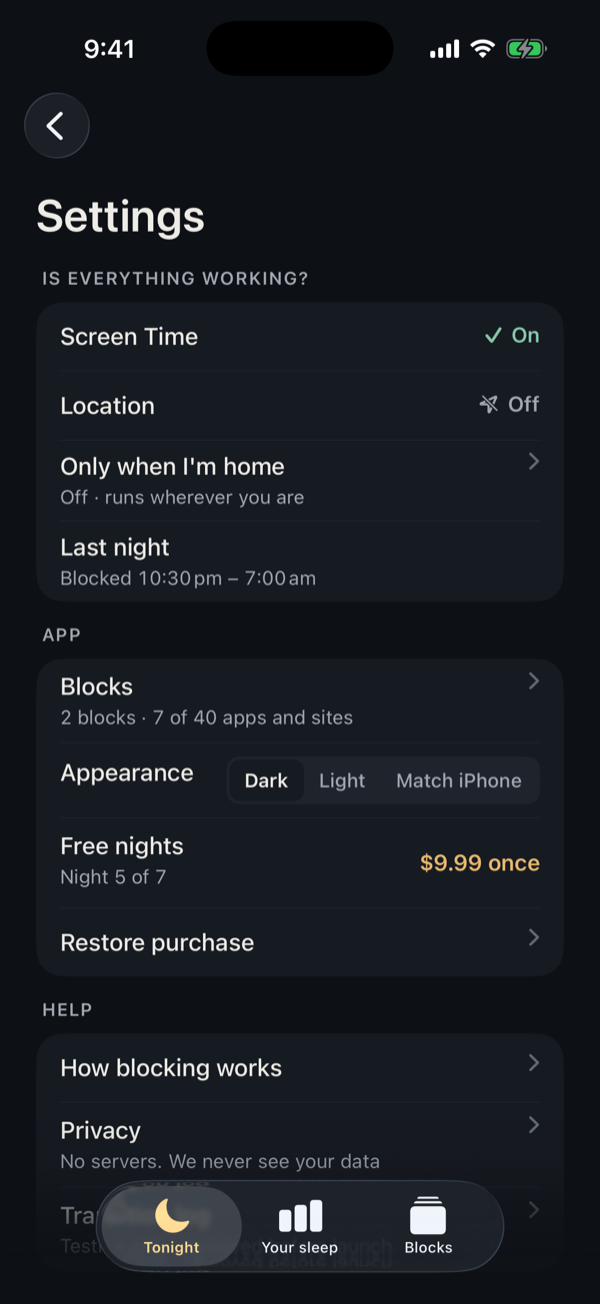 9:41
Settings
IS EVERYTHING WORKING?
Screen Time
On
Location
Off
Only when I'm home
Off · runs wherever you are
Last night
Blocked 10:30 pm – 7:00 am
APP
Blocks
2 blocks · 7 of 40 apps and sites
Appearance
Dark Light Match iPhone
Free nights
Night 5 of 7
$9.99 once
Restore purchase
HELP
How blocking works
Privacy
No servers. We never see your data
Tonight Your sleep Blocks